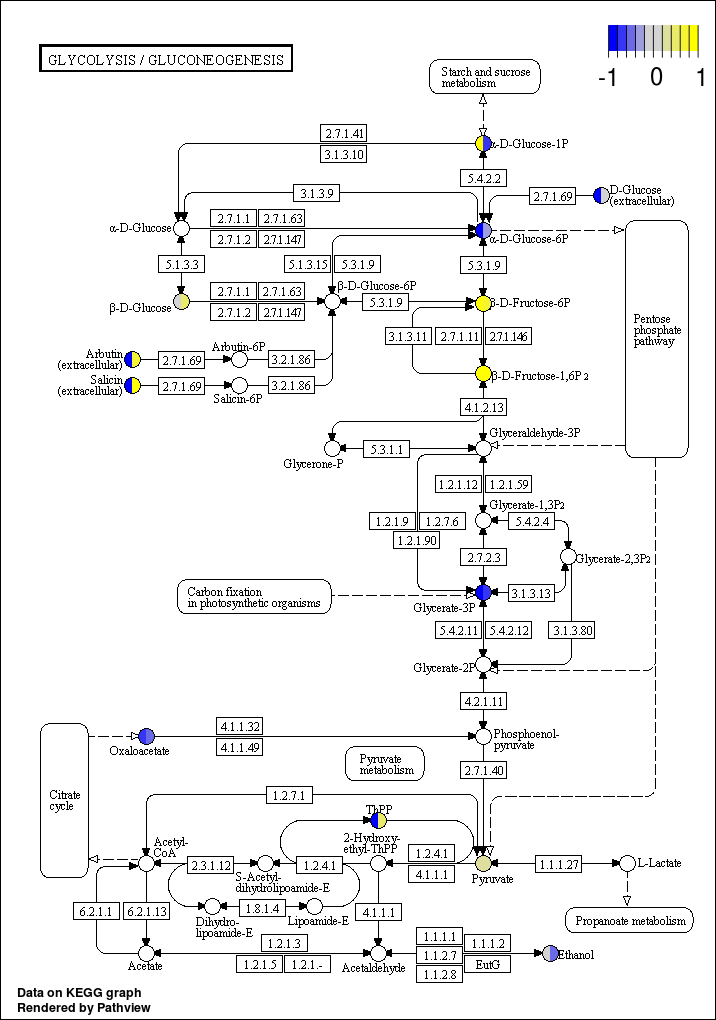 GLYCOLYSIS / GLUCONEOGENESIS
-1 0 1
Starch and sucrose
metabolism
2.7.1.41
3.1.3.10
α-D-Glucose-1P
5.4.2.2
3.1.3.9
2.7.1.69
D-Glucose
(extracellular)
α-D-Glucose
2.7.1.1
2.7.1.63
2.7.1.2
2.7.1.147
α-D-Glucose-6P
5.1.3.3
5.1.3.15
5.3.1.9
5.3.1.9
β-D-Glucose-6P
β-D-Glucose
2.7.1.1
2.7.1.63
2.7.1.2
2.7.1.147
5.3.1.9
β-D-Fructose-6P
Pentose
phosphate
pathway
3.1.3.11
2.7.1.11
2.7.1.146
Arbutin
(extracellular)
2.7.1.69
Arbutin-6P
3.2.1.86
Salicin
(extracellular)
2.7.1.69
Salicin-6P
3.2.1.86
β-D-Fructose-1,6P2
4.1.2.13
Glyceraldehyde-3P
Glycerone-P
5.3.1.1
1.2.1.12
1.2.1.59
Glycerate-1,3P2
1.2.1.9
1.2.7.6
1.2.1.90
5.4.2.4
2.7.2.3
Glycerate-2,3P2
Carbon fixation
in photosynthetic organisms
Glycerate-3P
3.1.3.13
5.4.2.11
5.4.2.12
3.1.3.80
Glycerate-2P
4.2.1.11
Oxaloacetate
4.1.1.32
4.1.1.49
Phosphoenol-
pyruvate
Pyruvate
metabolism
2.7.1.40
Citrate
cycle
1.2.7.1
ThPP
2-Hydroxy-
ethyl-ThPP
Acetyl-
CoA
2.3.1.12
S-Acetyl-
dihydrolipoamide-E
1.2.4.1
1.2.4.1
4.1.1.1
Pyruvate
1.1.1.27
L-Lactate
6.2.1.1
6.2.1.13
Dihydro-
lipoamide-E
1.8.1.4
Lipoamide-E
4.1.1.1
Propanoate metabolism
Acetate
1.2.1.3
1.2.1.5
1.2.1.-
Acetaldehyde
1.1.1.1
1.1.1.2
1.1.2.7
EutG
1.1.2.8
Ethanol
Data on KEGG graph
Rendered by Pathview